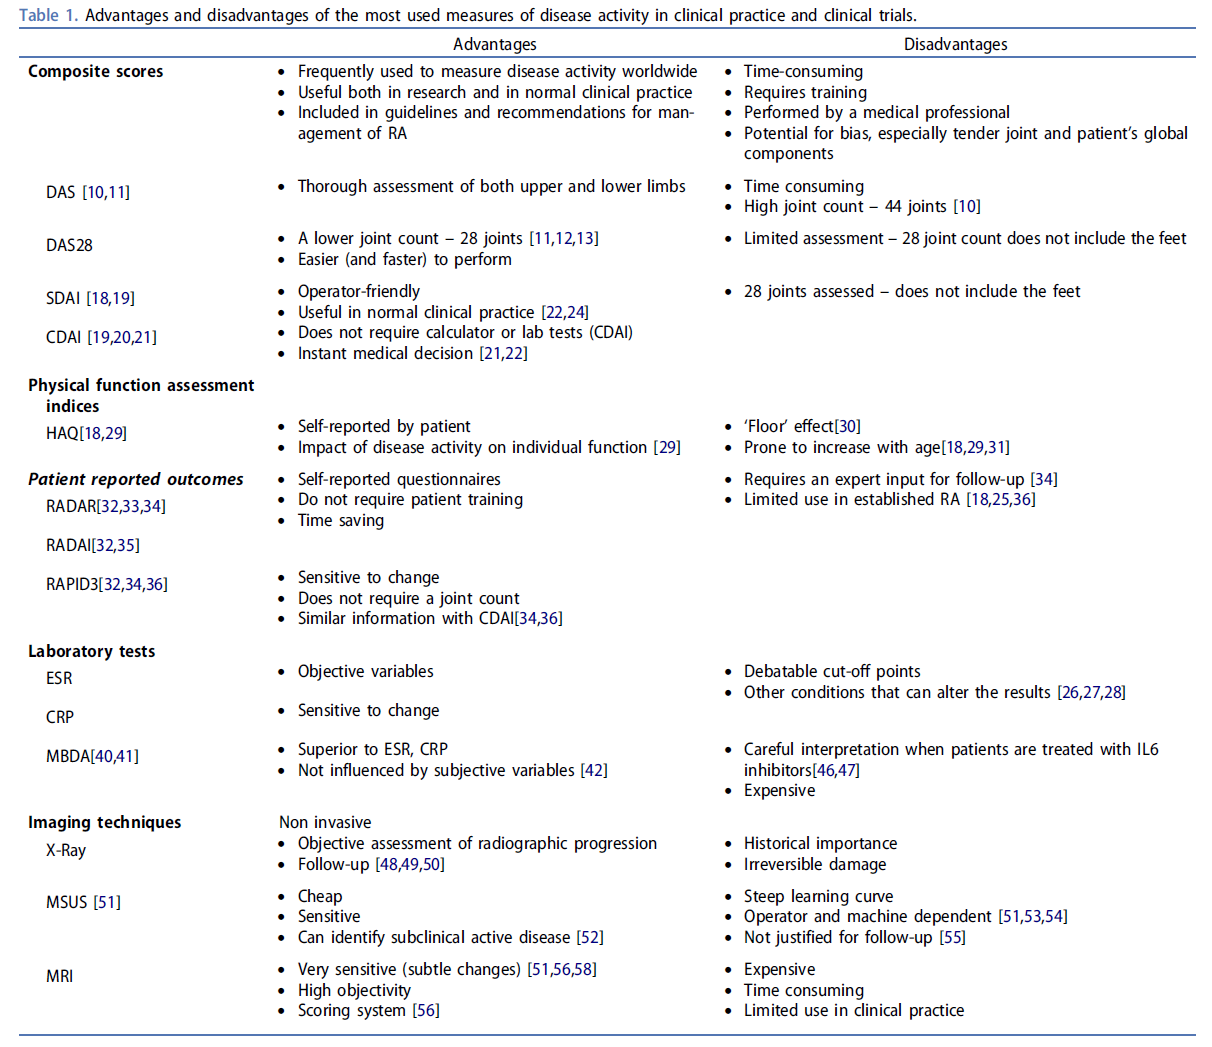 Table 1. Advantages and disadvantages of the most used measures of disease activity in clinical practice and clinical trials.
Advantages Disadvantages
Composite scores
• Frequently used to measure disease activity worldwide
• Useful both in research and in normal clinical practice
• Included in guidelines and recommendations for man-
agement of RA
• Time-consuming
• Requires training
• Performed by a medical professional
• Potential for bias, especially tender joint and patient's global
components
DAS [10,11]
• Thorough assessment of both upper and lower limbs
• Time consuming
• High joint count – 44 joints [10]
DAS28
• A lower joint count – 28 joints [11,12,13]
• Easier (and faster) to perform
• Limited assessment – 28 joint count does not include the feet
SDAI [18,19]
CDAI [19,20,21]
• Operator-friendly
• Useful in normal clinical practice [22,24]
• Does not require calculator or lab tests (CDAI)
• Instant medical decision [21,22]
• 28 joints assessed – does not include the feet
Physical function assessment
indices
HAQ[18,29]
• Self-reported by patient
• Impact of disease activity on individual function [29]
• ‘Floor’ effect[30]
• Prone to increase with age[18,29,31]
Patient reported outcomes
RADAR[32,33,34]
RADAI[32,35]
• Self-reported questionnaires
• Do not require patient training
• Time saving
• Requires an expert input for follow-up [34]
• Limited use in established RA [18,25,36]
RAPID3[32,34,36]
• Sensitive to change
• Does not require a joint count
• Similar information with CDAI[34,36]
Laboratory tests
ESR
• Objective variables
• Debatable cut-off points
• Other conditions that can alter the results [26,27,28]
CRP
• Sensitive to change
MBDA[40,41]
• Superior to ESR, CRP
• Not influenced by subjective variables [42]
• Careful interpretation when patients are treated with IL6
inhibitors[46,47]
• Expensive
Imaging techniques
Non invasive
X-Ray
• Objective assessment of radiographic progression
• Follow-up [48,49,50]
• Historical importance
• Irreversible damage
MSUS [51]
• Cheap
• Sensitive
• Can identify subclinical active disease [52]
• Steep learning curve
• Operator and machine dependent [51,53,54]
• Not justified for follow-up [55]
MRI
• Very sensitive (subtle changes) [51,56,58]
• High objectivity
• Scoring system [56]
• Expensive
• Time consuming
• Limited use in clinical practice